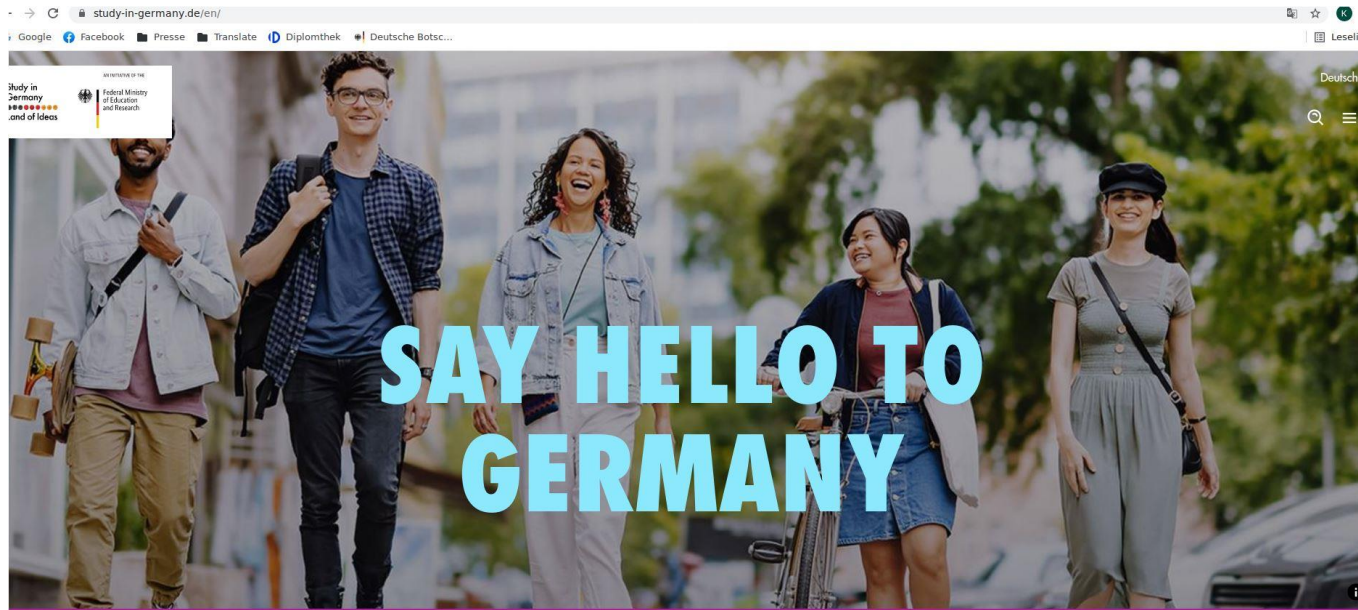 study-in-germany.de/en/
K
Google Facebook Presse Translate Diplomthek Deutsche Botsc...
Leseli
AN INITIATIVE OF THE
Study in
Germany
Land of Ideas
Federal Ministry
of Education
and Research
Deutsch
SAY HELLO TO
GERMANY
i